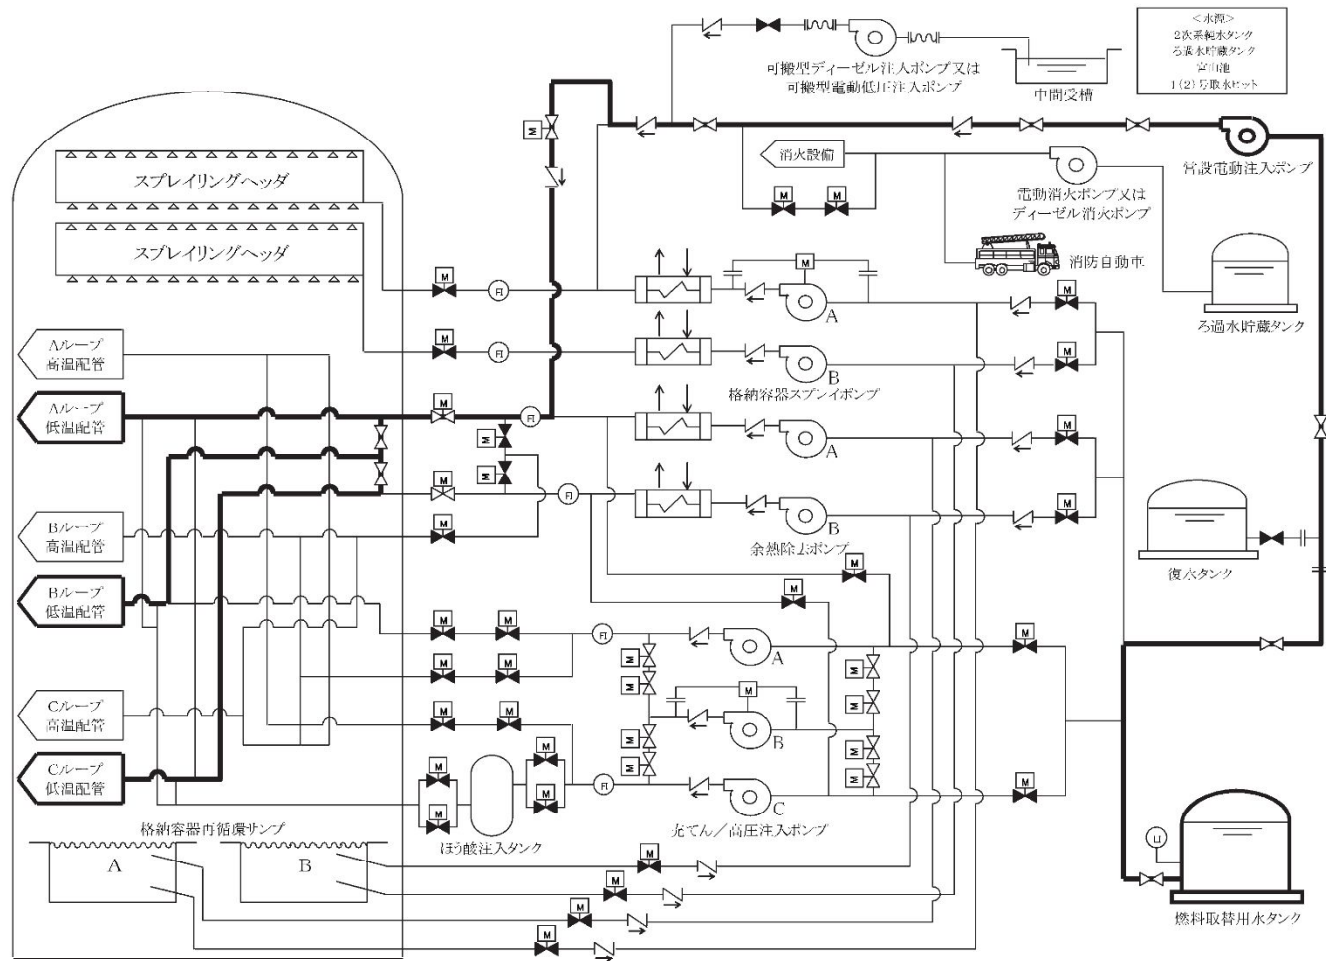 <水源>
2次系純水タンク
ろ過水貯蔵タンク
宮山池
1(2)号取水ピット
可搬型ディーゼル注入ポンプ又は
可搬型電動低圧注入ポンプ
中間受槽
M
消火設備
常設電動注入ポンプ
スプレイリングヘッダ
M
M
電動消火ポンプ又は
ディーゼル消火ポンプ
スプレイリングヘッダ
消防自動車
M
FI
M
A
M
ろ過水貯蔵タンク
Aループ
高温配管
M
FI
B
M
格納容器スプレイポンプ
Aループ
低温配管
M
FI
M
A
M
M
M
FI
B
M
Bループ
高温配管
M
余熱除去ポンプ
復水タンク
M
M
Bループ
低温配管
M
M
FI
A
M
M
M
M
M
M
M
M
M
Cループ
高温配管
M
M
B
M
M
M
M
Cループ
低温配管
M
M
M
M
FI
C
M
充てん/高圧注入ポンプ
ほう酸注入タンク
格納容器再循環サンプ
A
B
LI
M
M
M
M
燃料取替用水タンク